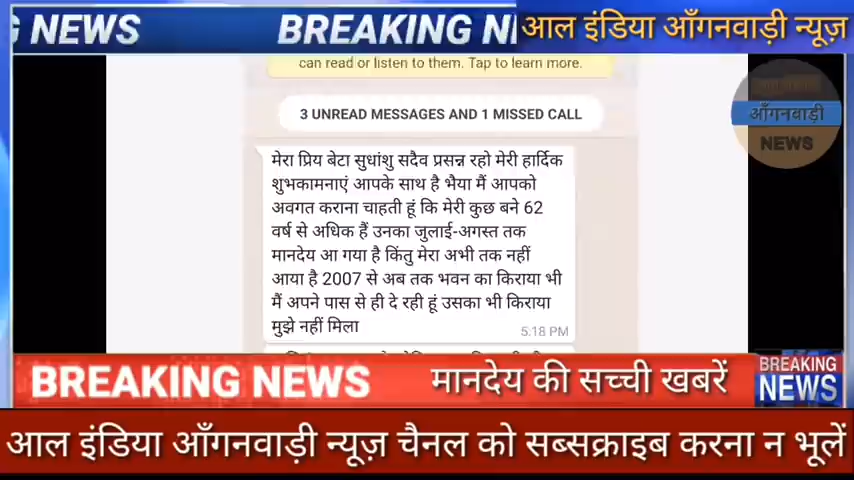 NEWS
BREAKING N
आल इंडिया आँगनवाड़ी न्यूज़
can read or listen to them. Tap to learn more.
3 UNREAD MESSAGES AND 1 MISSED CALL
आँगनवाड़ी
NEWS
मेरा प्रिय बेटा सुधांशु सदैव प्रसन्न रहो मेरी हार्दिक
शुभकामनाएं आपके साथ है भैया मैं आपको
अवगत कराना चाहती हूं कि मेरी कुछ बने 62
वर्ष से अधिक हैं उनका जुलाई-अगस्त तक
मानदेय आ गया है किंतु मेरा अभी तक नहीं
आया है 2007 से अब तक भवन का किराया भी
मैं अपने पास से ही दे रही हूं उसका भी किराया
मुझे नहीं मिला
5:18 PM
BREAKING NEWS
मानदेय की सच्ची खबरें
BREAKING
NEWS
आल इंडिया आँगनवाड़ी न्यूज़ चैनल को सब्सक्राइब करना न भूलें